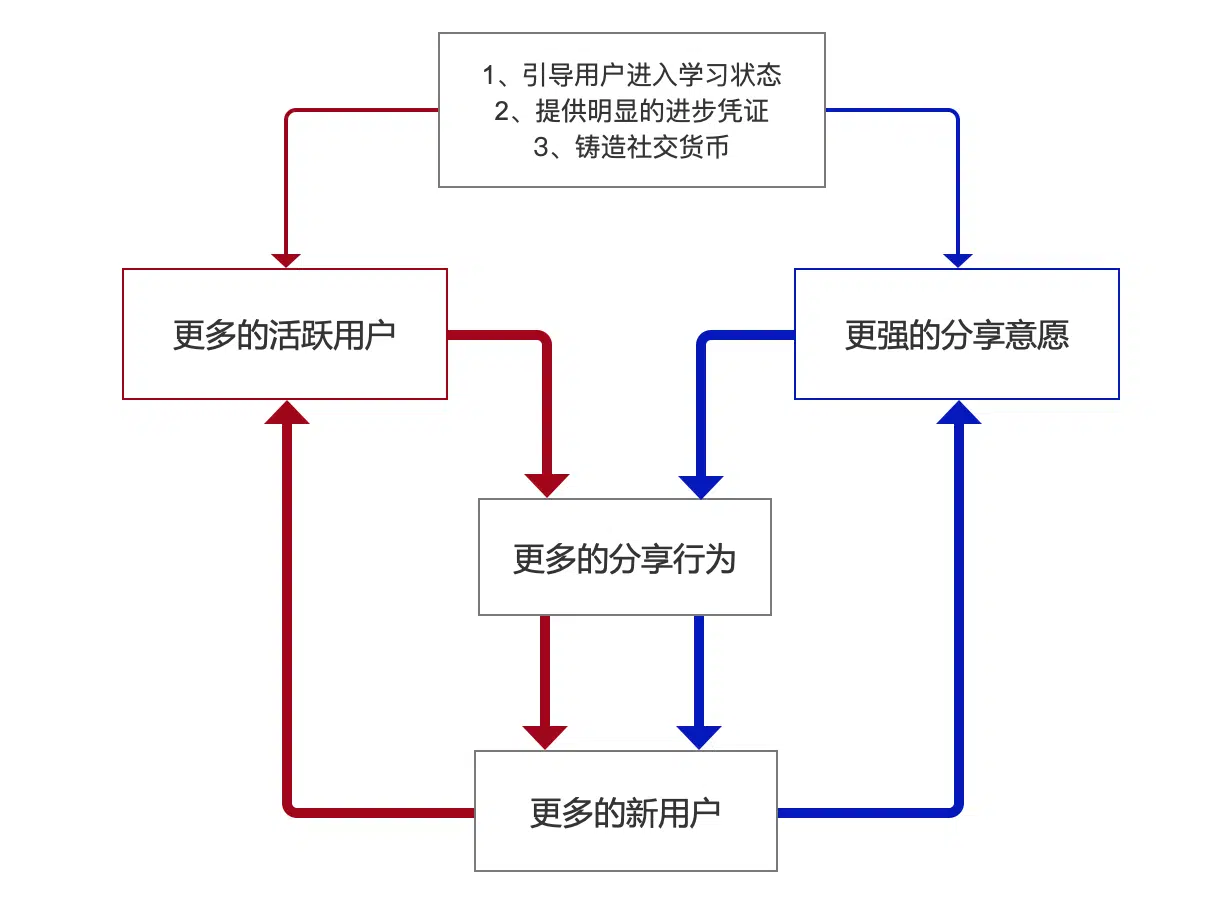 1、引导用户进入学习状态
2、提供明显的进步凭证
3、铸造社交货币
更多的活跃用户
更强的分享意愿
更多的分享行为
更多的新用户